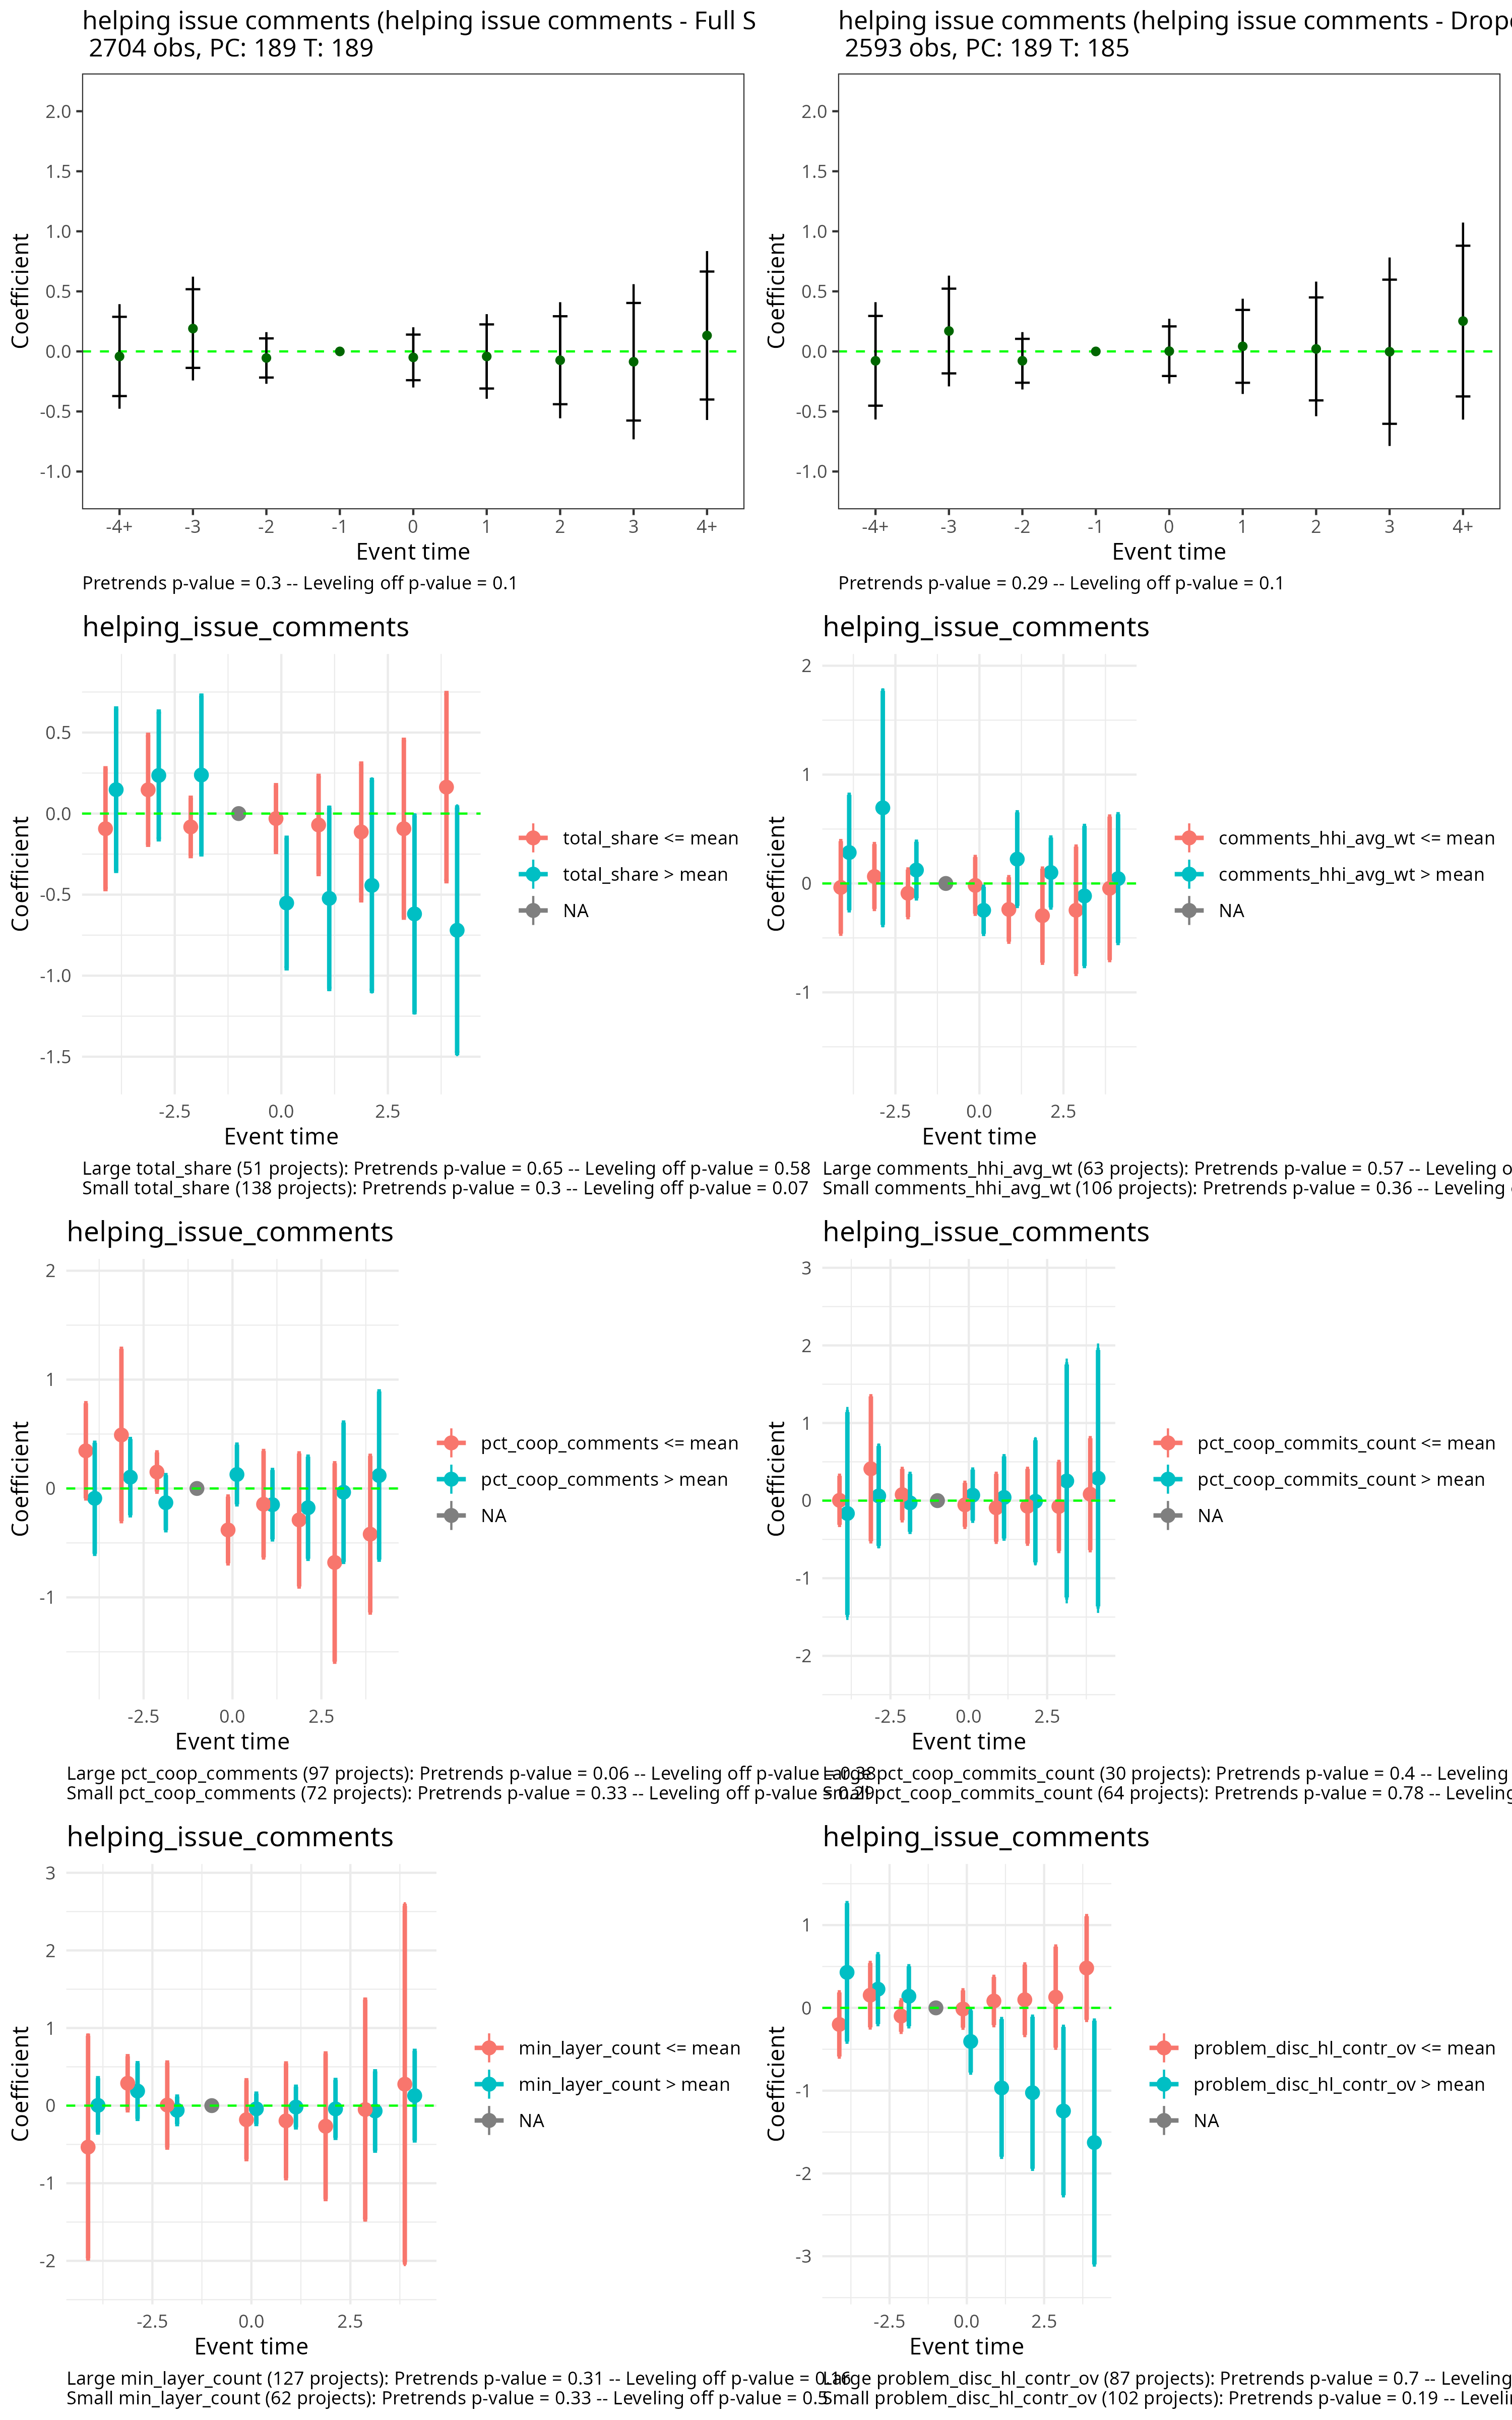 helping issue comments (helping issue comments - Full S
2704 obs, PC: 189 T: 189
2.0
1.5
1.0
0.5
0.0
-0.5
-1.0
Coefficient
-4+ -3 -2 -1 0 1 2 3 4+
Event time
Pretrends p-value = 0.3 -- Leveling off p-value = 0.1
helping issue comments (helping issue comments - Drop
2593 obs, PC: 189 T: 185
2.0
1.5
1.0
0.5
0.0
-0.5
-1.0
Coefficient
-4+ -3 -2 -1 0 1 2 3 4+
Event time
Pretrends p-value = 0.29 -- Leveling off p-value = 0.1
helping_issue_comments
0.5
0.0
-0.5
-1.0
-1.5
Coefficient
-2.5 0.0 2.5
Event time
total_share <= mean
total_share > mean
NA
Large total_share (51 projects): Pretrends p-value = 0.65 -- Leveling off p-value = 0.58
Small total_share (138 projects): Pretrends p-value = 0.3 -- Leveling off p-value = 0.07
helping_issue_comments
2
1
0
-1
Coefficient
-2.5 0.0 2.5
Event time
comments_hhi_avg_wt <= mean
comments_hhi_avg_wt > mean
NA
Large comments_hhi_avg_wt (63 projects): Pretrends p-value = 0.57 -- Leveling o
Small comments_hhi_avg_wt (106 projects): Pretrends p-value = 0.36 -- Leveling
helping_issue_comments
2
1
0
-1
Coefficient
-2.5 0.0 2.5
Event time
pct_coop_comments <= mean
pct_coop_comments > mean
NA
Large pct_coop_comments (97 projects): Pretrends p-value = 0.06 -- Leveling off p-value = 0.38
Small pct_coop_comments (72 projects): Pretrends p-value = 0.33 -- Leveling off p-value = 0.29
helping_issue_comments
3
2
1
0
-1
-2
Coefficient
-2.5 0.0 2.5
Event time
pct_coop_commits_count <= mean
pct_coop_commits_count > mean
NA
Large pct_coop_commits_count (30 projects): Pretrends p-value = 0.4 -- Leveling
Small pct_coop_commits_count (64 projects): Pretrends p-value = 0.78 -- Leveling
helping_issue_comments
3
2
1
0
-1
-2
Coefficient
-2.5 0.0 2.5
Event time
min_layer_count <= mean
min_layer_count > mean
NA
Large min_layer_count (127 projects): Pretrends p-value = 0.31 -- Leveling off p-value = 0.16
Small min_layer_count (62 projects): Pretrends p-value = 0.33 -- Leveling off p-value = 0.5
helping_issue_comments
1
0
-1
-2
-3
Coefficient
-2.5 0.0 2.5
Event time
problem_disc_hl_contr_ov <= mean
problem_disc_hl_contr_ov > mean
NA
Large problem_disc_hl_contr_ov (87 projects): Pretrends p-value = 0.7 -- Leveling
Small problem_disc_hl_contr_ov (102 projects): Pretrends p-value = 0.19 -- Leveli